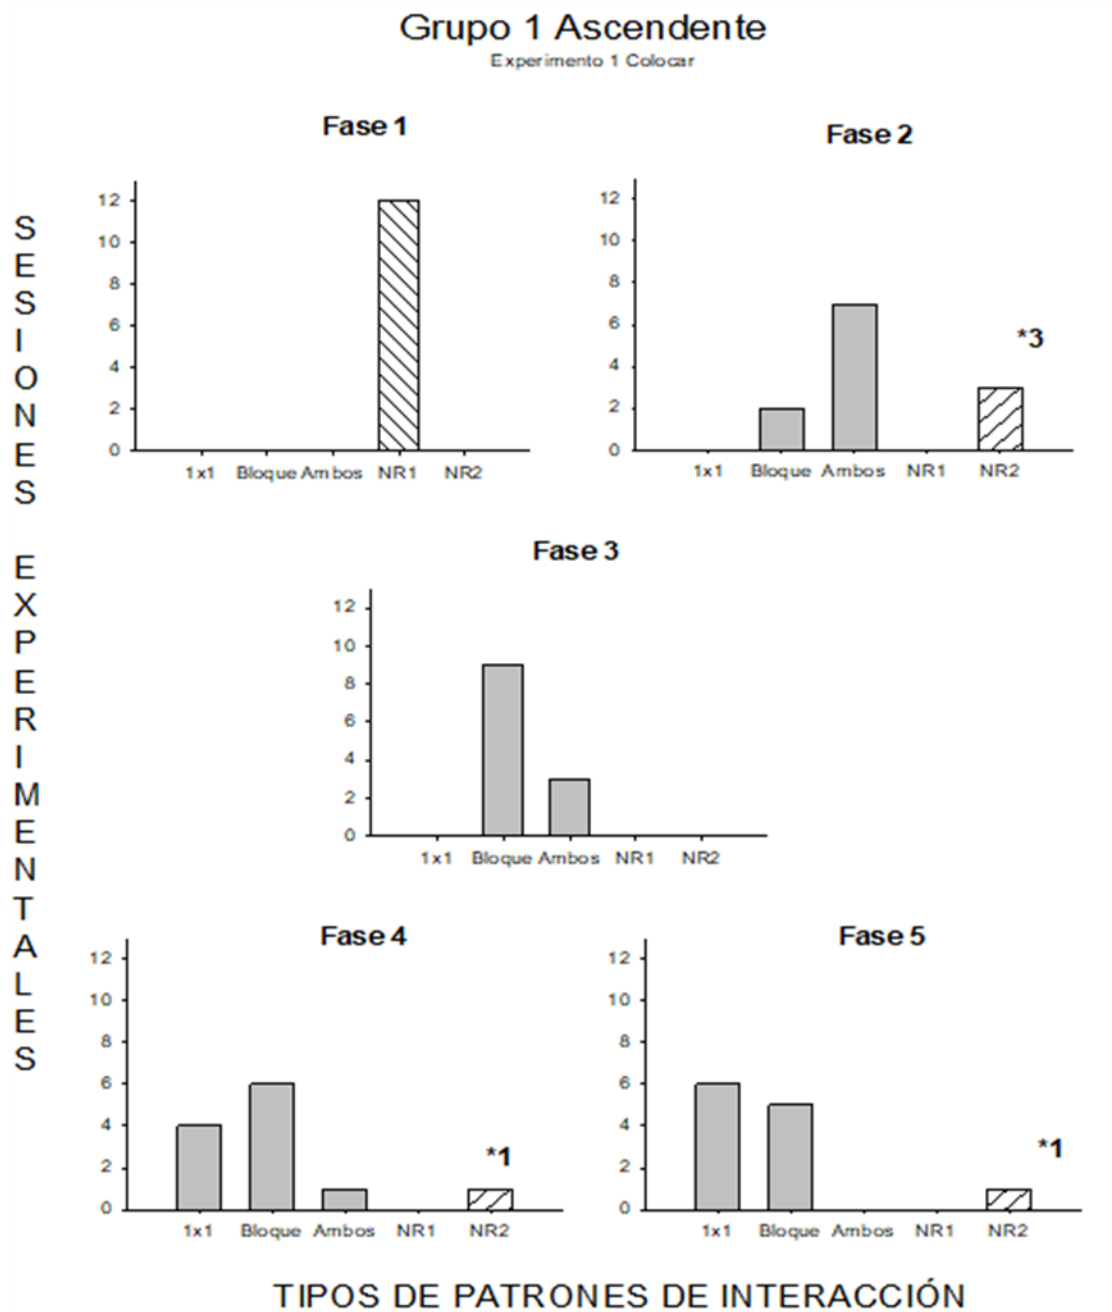 Grupo 1 Ascendente
Experimento 1 Colocar
SESIONES EXPERIMENTALES
Fase 1
12
10
8
6
4
2
0
1x1 Bloque Ambos NR1 NR2
Fase 2
12
10
8
6
4
2
0
*3
1x1 Bloque Ambos NR1 NR2
Fase 3
12
10
8
6
4
2
0
1x1 Bloque Ambos NR1 NR2
Fase 4
12
10
8
6
4
2
0
*1
1x1 Bloque Ambos NR1 NR2
Fase 5
12
10
8
6
4
2
0
*1
1x1 Bloque Ambos NR1 NR2
TIPOS DE PATRONES DE INTERACCIÓN